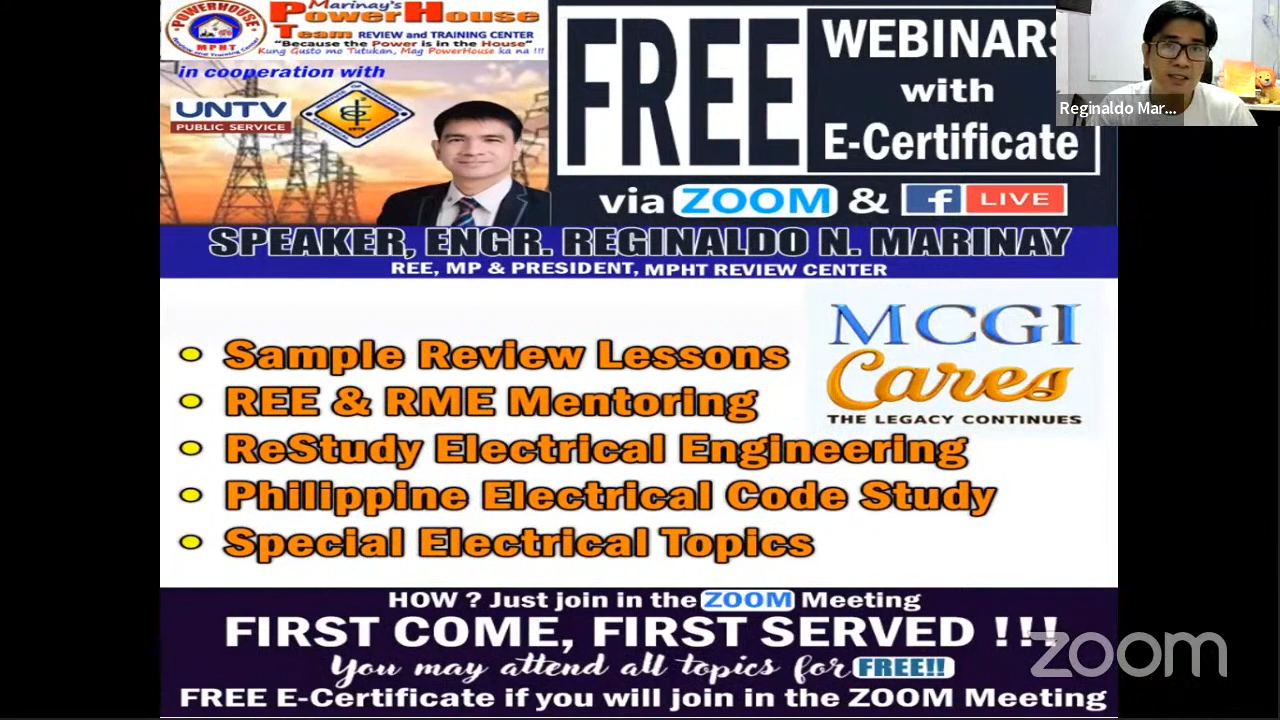 Marinay's
PowerHouse
Team REVIEW and TRAINING CENTER
"Because the Power is in the House"
Kung Gusto mo Tutukan, Mag PowerHouse ka na !!!
POWERHOUSE
MPHT
in cooperation with
UNTV
PUBLIC SERVICE
FREE
WEBINARS
with
E-Certificate
via ZOOM & f LIVE
Reginaldo Mar...
SPEAKER, ENGR. REGINALDO N. MARINAY
REE, MP & PRESIDENT, MPHT REVIEW CENTER
MCGI
Cares
THE LEGACY CONTINUES
• Sample Review Lessons
• REE & RME Mentoring
• ReStudy Electrical Engineering
• Philippine Electrical Code Study
• Special Electrical Topics
HOW ? Just join in the ZOOM Meeting
FIRST COME, FIRST SERVED !!!
You may attend all topics for FREE!!
FREE E-Certificate if you will join in the ZOOM Meeting
zoom